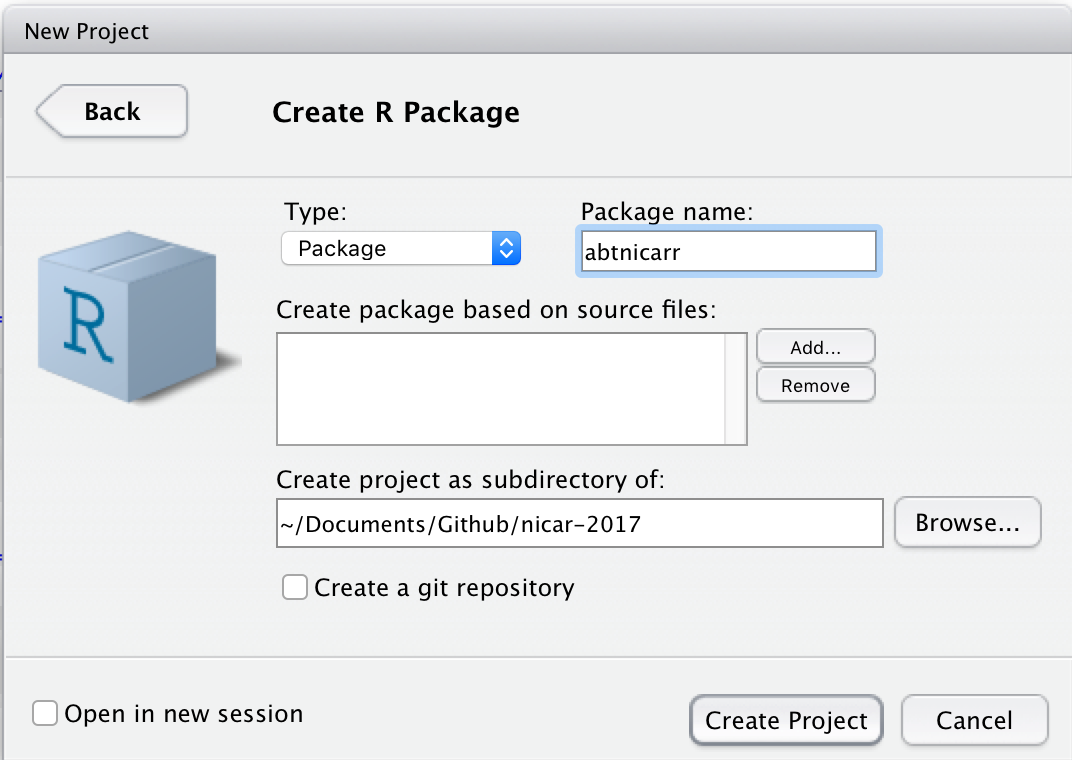 New Project
Back
Create R Package
Type:
Package name:
Package
abtnicarr
R
Create package based on source files:
Add...
Remove
Create project as subdirectory of:
~/Documents/Github/nicar-2017
Browse...
Create a git repository
Open in new session
Create Project
Cancel